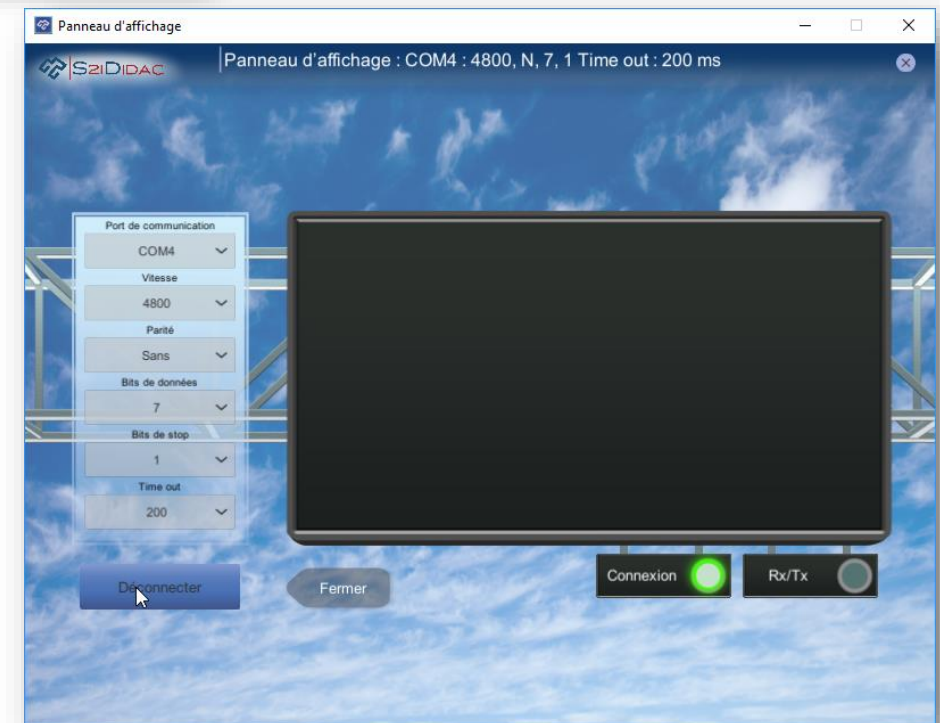 Panneau d'affichage
S2IDIDAC
Panneau d'affichage : COM4 : 4800, N, 7, 1 Time out : 200 ms
Port de communication
COM4
Vitesse
4800
Parité
Sans
Bits de données
7
Bits de stop
1
Time out
200
Déconnecter
Fermer
Connexion
Rx/Tx